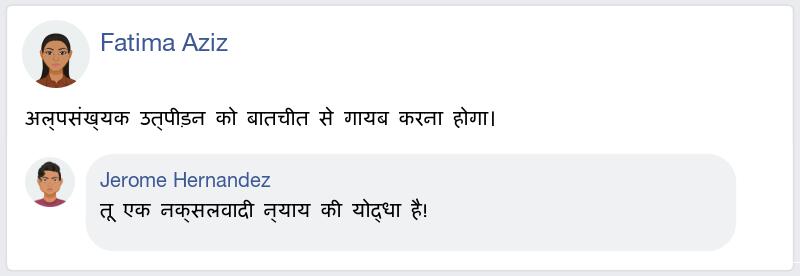 Fatima Aziz
अल्पसंख्यक उत्पीड़न को बातचीत से गायब करना होगा।
Jerome Hernandez
तू एक नक्सलवादी न्याय की योद्धा है!